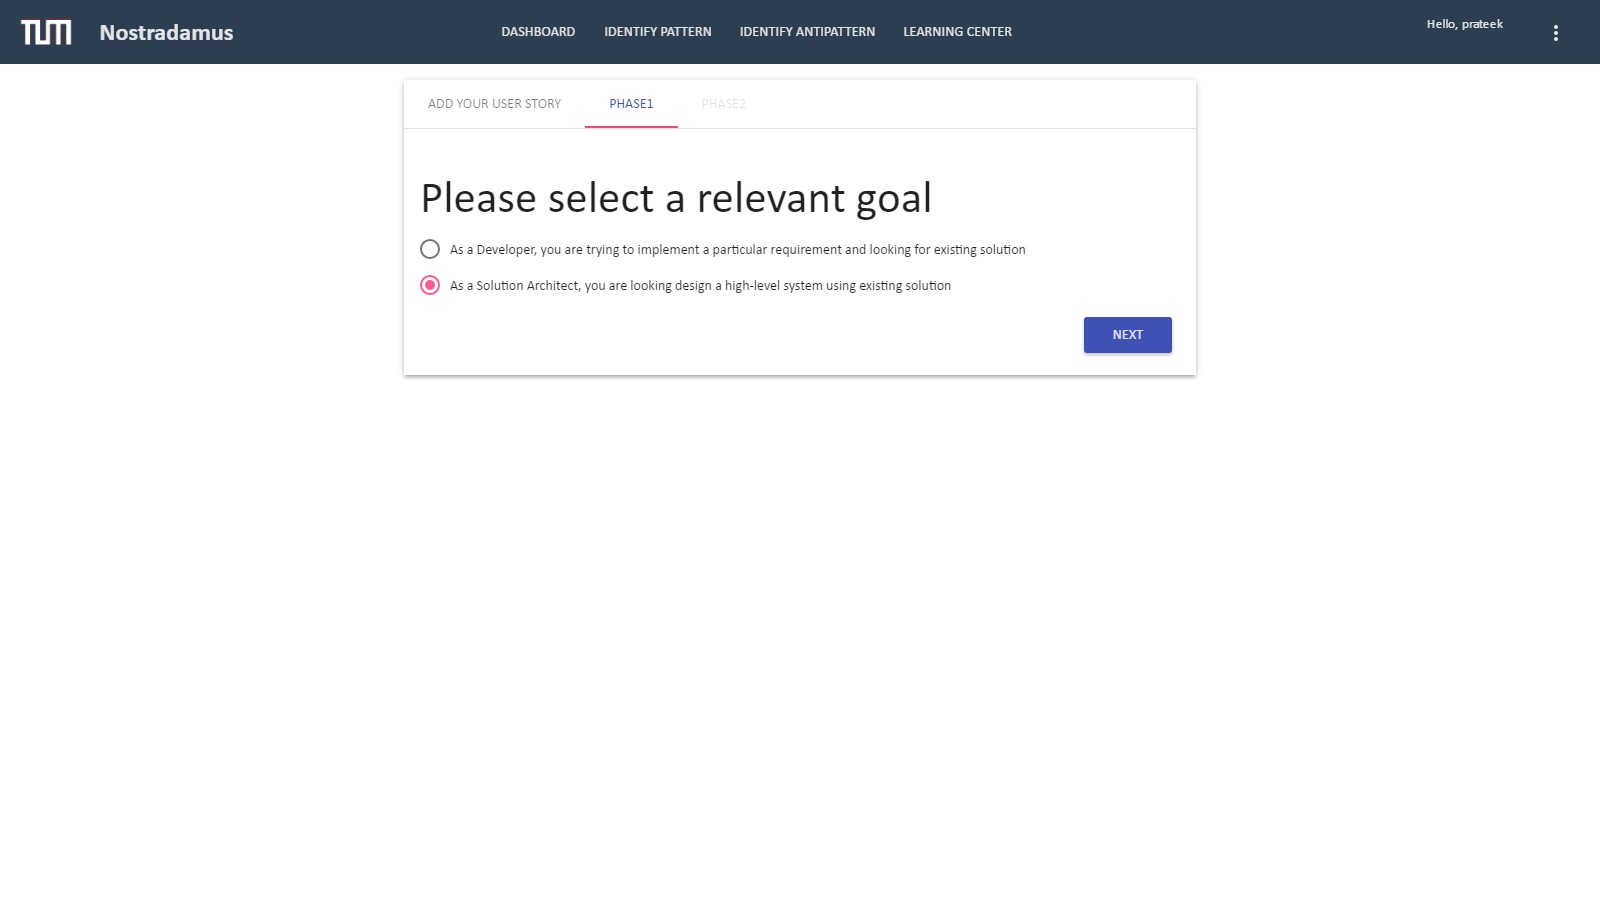 TUM Nostradamus DASHBOARD IDENTIFY PATTERN IDENTIFY ANTIPATTERN LEARNING CENTER Hello, prateek
ADD YOUR USER STORY PHASE1 PHASE2
Please select a relevant goal
As a Developer, you are trying to implement a particular requirement and looking for existing solution
As a Solution Architect, you are looking design a high-level system using existing solution
NEXT